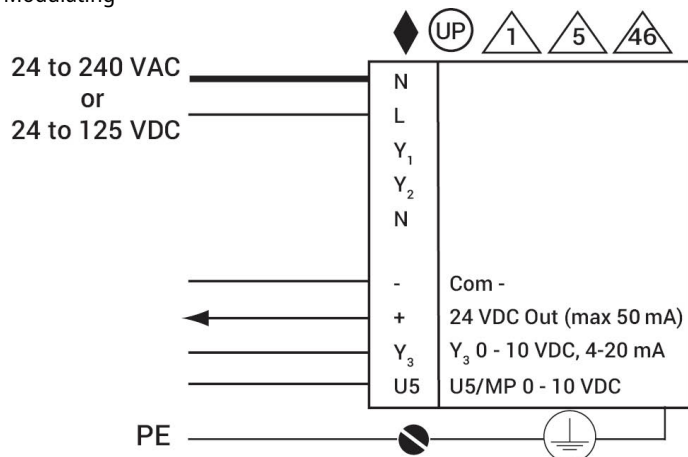 Modulating
UP 1 5 46
24 to 240 VAC
or
24 to 125 VDC
N
L
Y₁
Y₂
N
- Com -
+ 24 VDC Out (max 50 mA)
Y₃ Y₃ 0 - 10 VDC, 4-20 mA
U5 U5/MP 0 - 10 VDC
PE